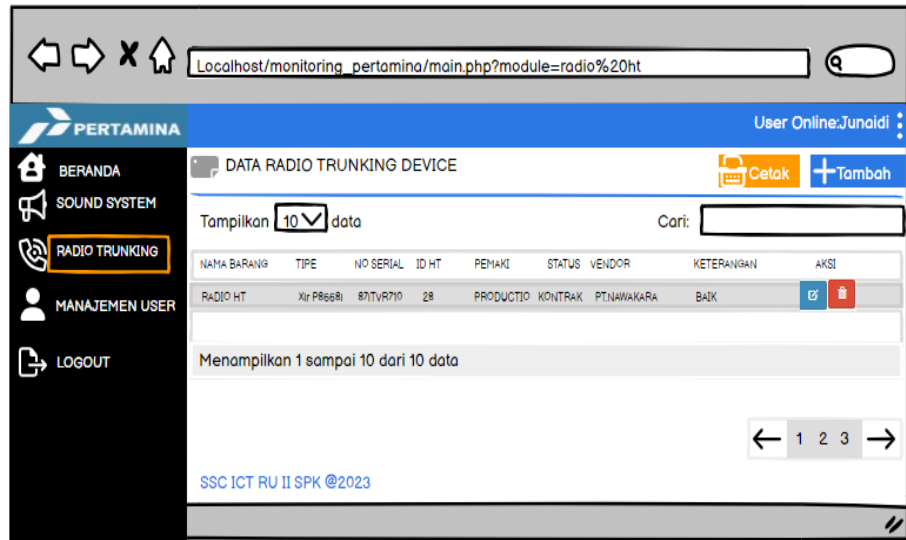 Localhost/monitoring_pertamina/main.php?module=radio%20ht
PERTAMINA
User Online:Junaidi
BERANDA
SOUND SYSTEM
RADIO TRUNKING
MANAJEMEN USER
LOGOUT
DATA RADIO TRUNKING DEVICE
Cetak
Tambah
Tampilkan 10 data
Cari:
NAMA BARANG TIPE NO SERIAL ID HT PEMAKI STATUS VENDOR KETERANGAN AKSI
RADIO HT Xir P8668i 871TVR710 28 PRODUCTIO KONTRAK PT.NAWAKARA BAIK
Menampilkan 1 sampai 10 dari 10 data
1 2 3
SSC ICT RU II SPK @2023